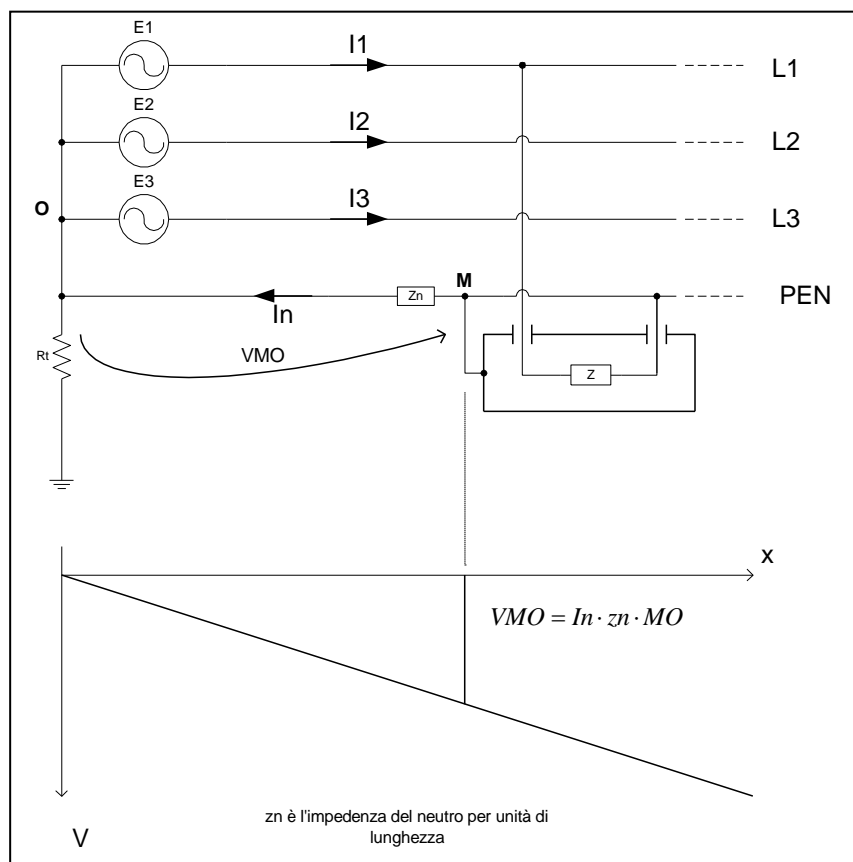 E1
I1
L1
E2
I2
L2
E3
I3
O
L3
M
Zn
PEN
In
Rt
VMO
Z
x
VMO = In · zn · MO
zn è l'impedenza del neutro per unità di
lunghezza
V